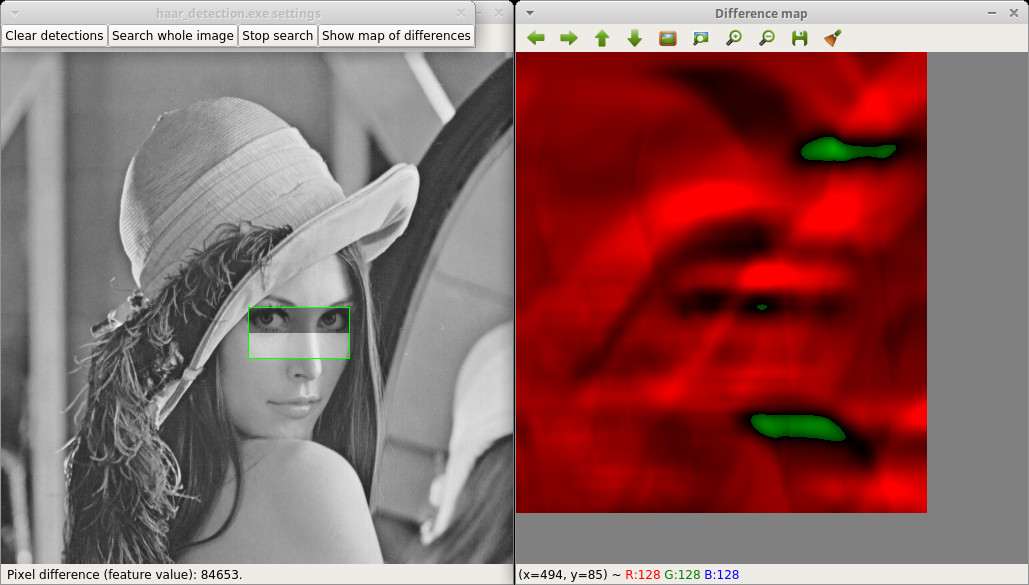 haar_detection.exe settings
Clear detections Search whole image Stop search Show map of differences
Pixel difference (feature value): 84653.
Difference map
(x=494, y=85) ~ R:128 G:128 B:128